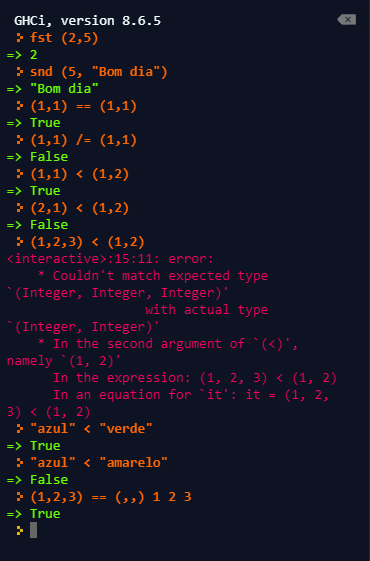 GHCi, version 8.6.5
> fst (2,5)
=> 2
> snd (5, "Bom dia")
=> "Bom dia"
> (1,1) == (1,1)
=> True
> (1,1) /= (1,1)
=> False
> (1,1) < (1,2)
=> True
> (2,1) < (1,2)
=> False
> (1,2,3) < (1,2)
<interactive>:15:11: error:
    * Couldn't match expected type
`(Integer, Integer, Integer)'
                  with actual type
`(Integer, Integer)'
    * In the second argument of `(<)',
namely `(1, 2)'
      In the expression: (1, 2, 3) < (1, 2)
      In an equation for `it': it = (1, 2,
3) < (1, 2)
> "azul" < "verde"
=> True
> "azul" < "amarelo"
=> False
> (1,2,3) == (,,) 1 2 3
=> True
>